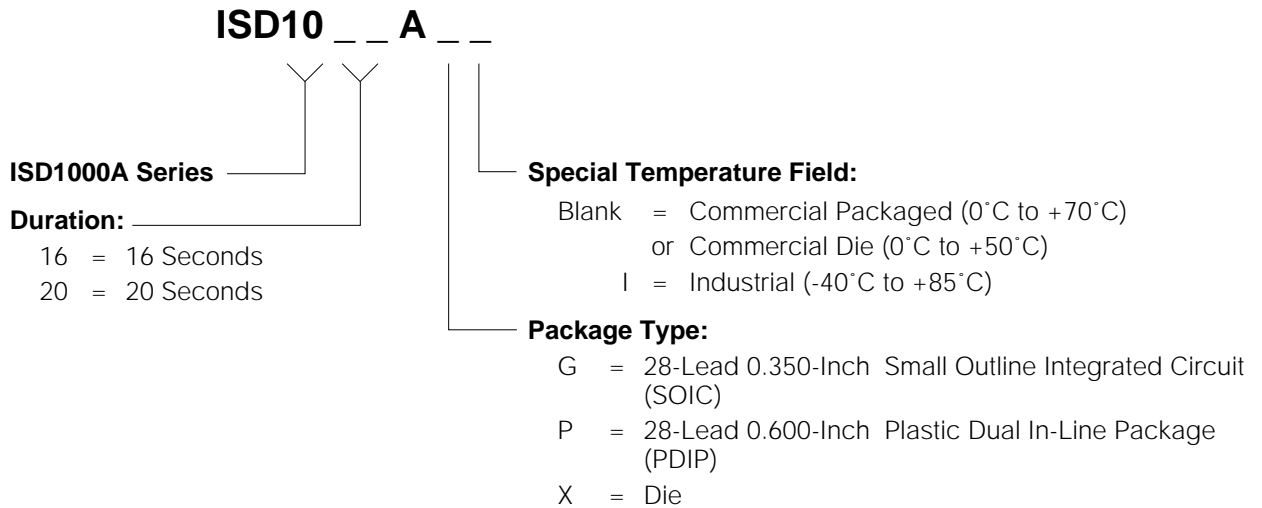 ISD10 _ _ A _ _
ISD1000A Series
Duration:
16 = 16 Seconds
20 = 20 Seconds
Special Temperature Field:
Blank = Commercial Packaged (0˚C to +70˚C)
or Commercial Die (0˚C to +50˚C)
I = Industrial (-40˚C to +85˚C)
Package Type:
G = 28-Lead 0.350-Inch Small Outline Integrated Circuit
(SOIC)
P = 28-Lead 0.600-Inch Plastic Dual In-Line Package
(PDIP)
X = Die